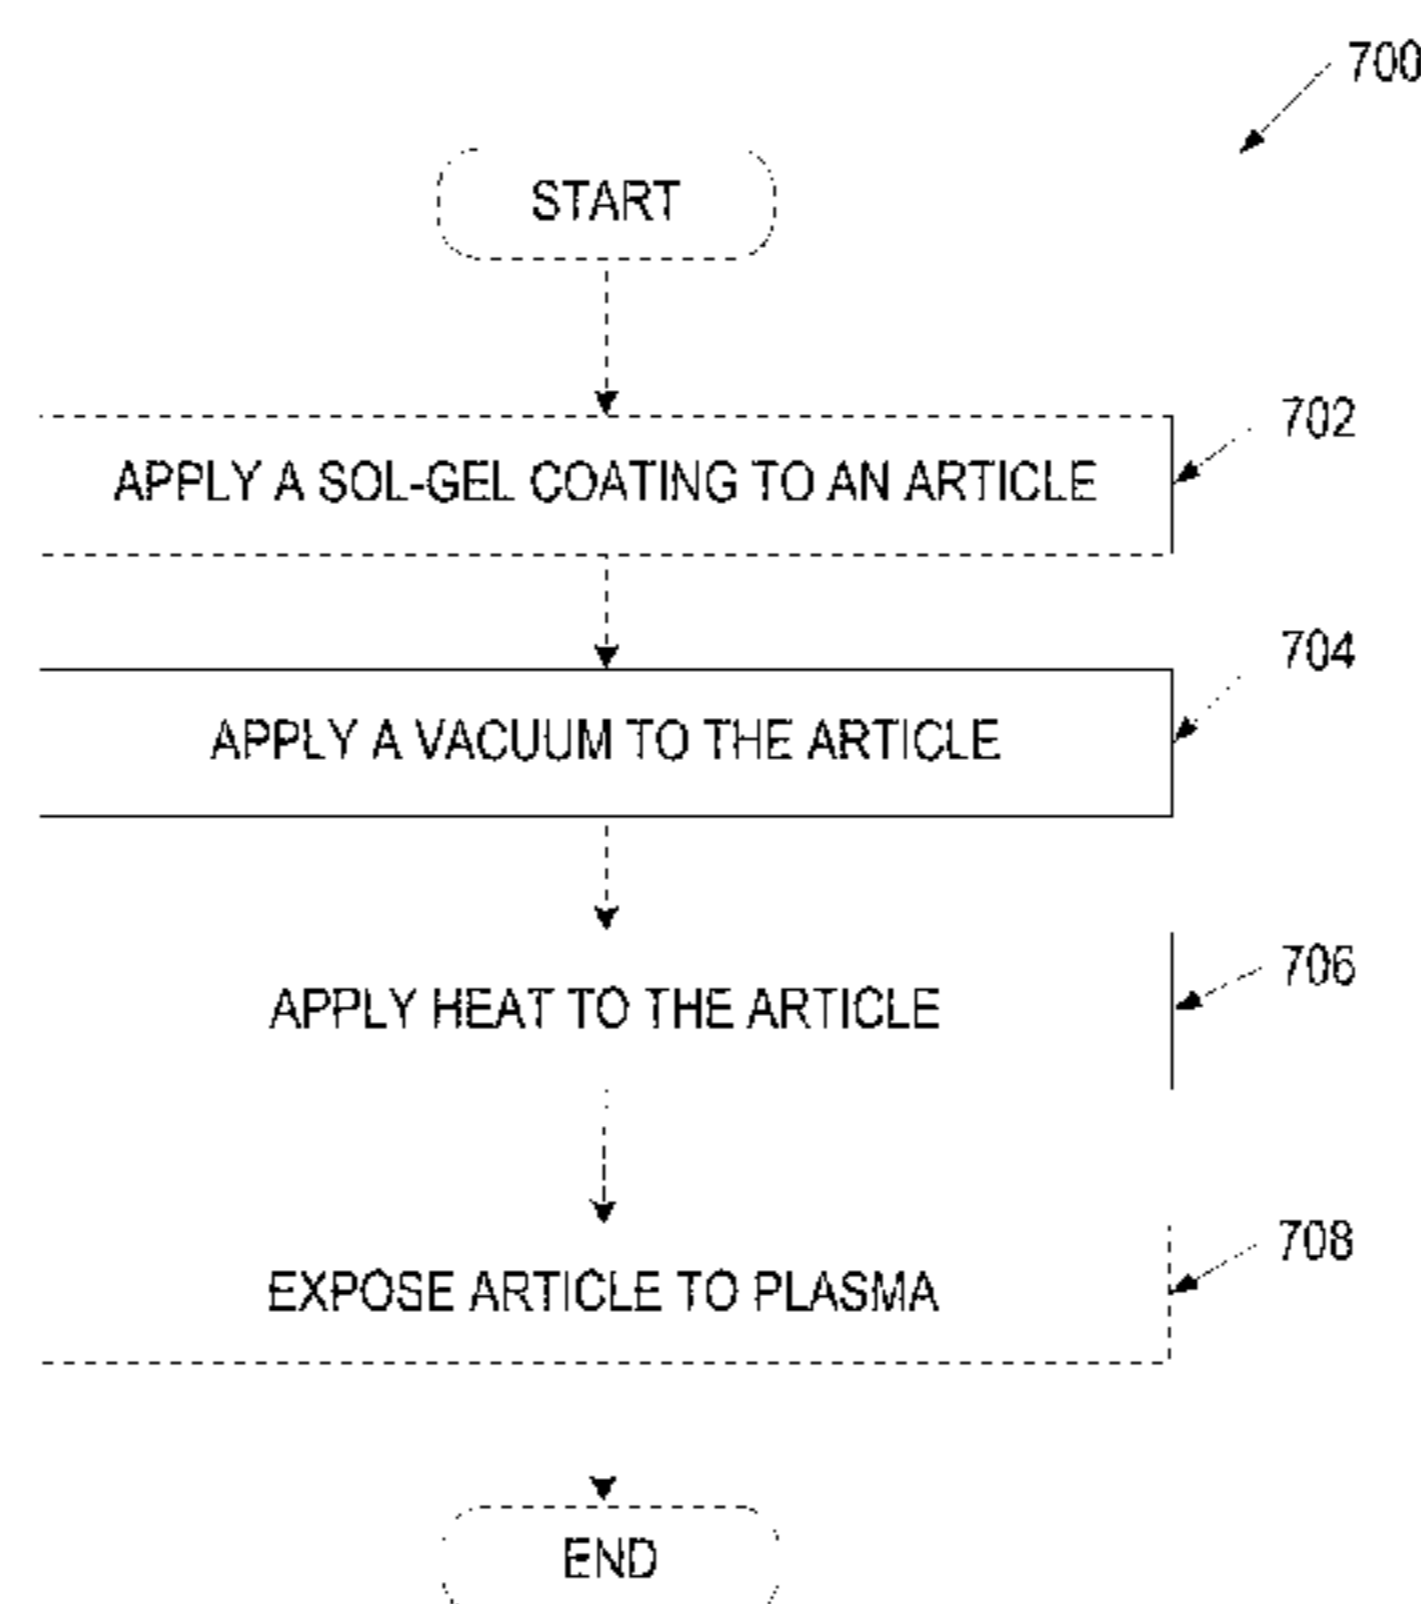 700
START
702
APPLY A SOL-GEL COATING TO AN ARTICLE
704
APPLY A VACUUM TO THE ARTICLE
706
APPLY HEAT TO THE ARTICLE
708
EXPOSE ARTICLE TO PLASMA
END